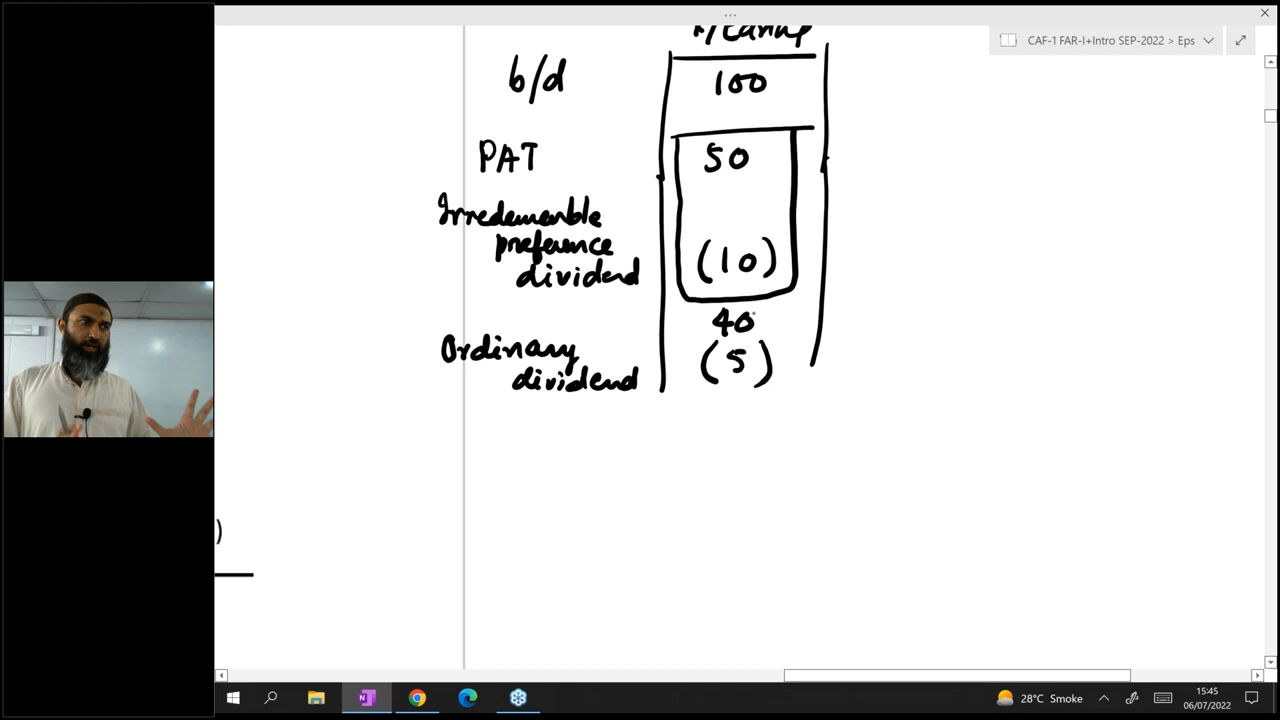 ...
CAF-1 FAR-I+Intro SEP-2022 > Eps
b/d 100
PAT 50
Irredemenble
preference
dividend (10)
40
Ordinary
dividend (5)
)
28°C Smoke
15:45
06/07/2022